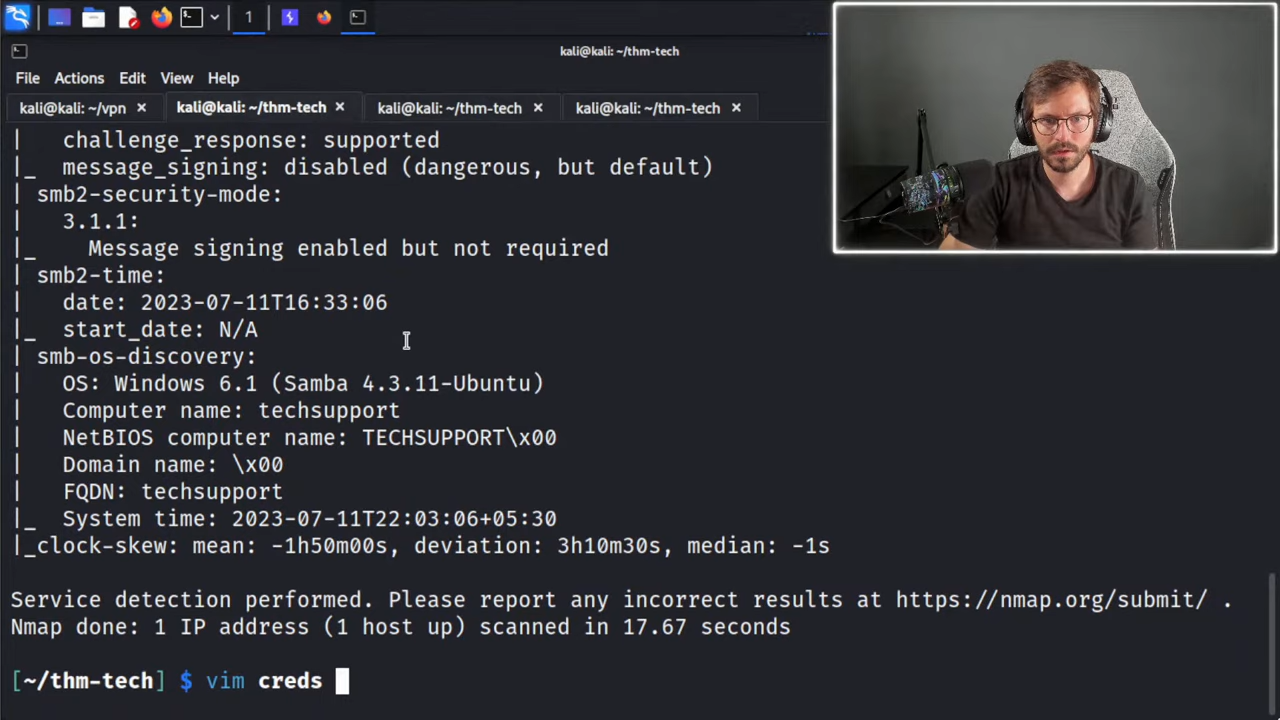 1
kali@kali: ~/thm-tech
File Actions Edit View Help
kali@kali: ~/vpn × kali@kali: ~/thm-tech × kali@kali: ~/thm-tech × kali@kali: ~/thm-tech ×
| challenge_response: supported
|_ message_signing: disabled (dangerous, but default)
| smb2-security-mode:
| 3.1.1:
|_ Message signing enabled but not required
| smb2-time:
| date: 2023-07-11T16:33:06
|_ start_date: N/A
| smb-os-discovery:
| OS: Windows 6.1 (Samba 4.3.11-Ubuntu)
| Computer name: techsupport
| NetBIOS computer name: TECHSUPPORT\x00
| Domain name: \x00
| FQDN: techsupport
|_ System time: 2023-07-11T22:03:06+05:30
|_clock-skew: mean: -1h50m00s, deviation: 3h10m30s, median: -1s
Service detection performed. Please report any incorrect results at https://nmap.org/submit/ .
Nmap done: 1 IP address (1 host up) scanned in 17.67 seconds
[~/thm-tech] $ vim creds